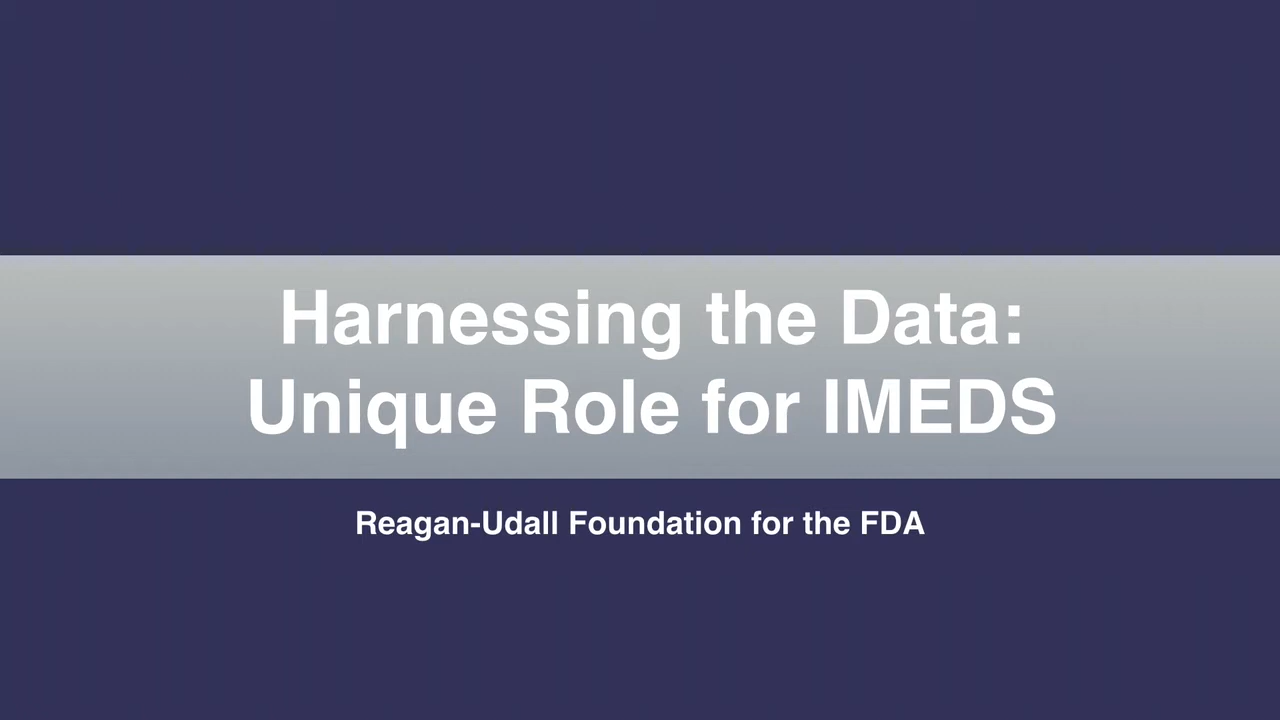 Harnessing the Data:
Unique Role for IMEDS
Reagan-Udall Foundation for the FDA